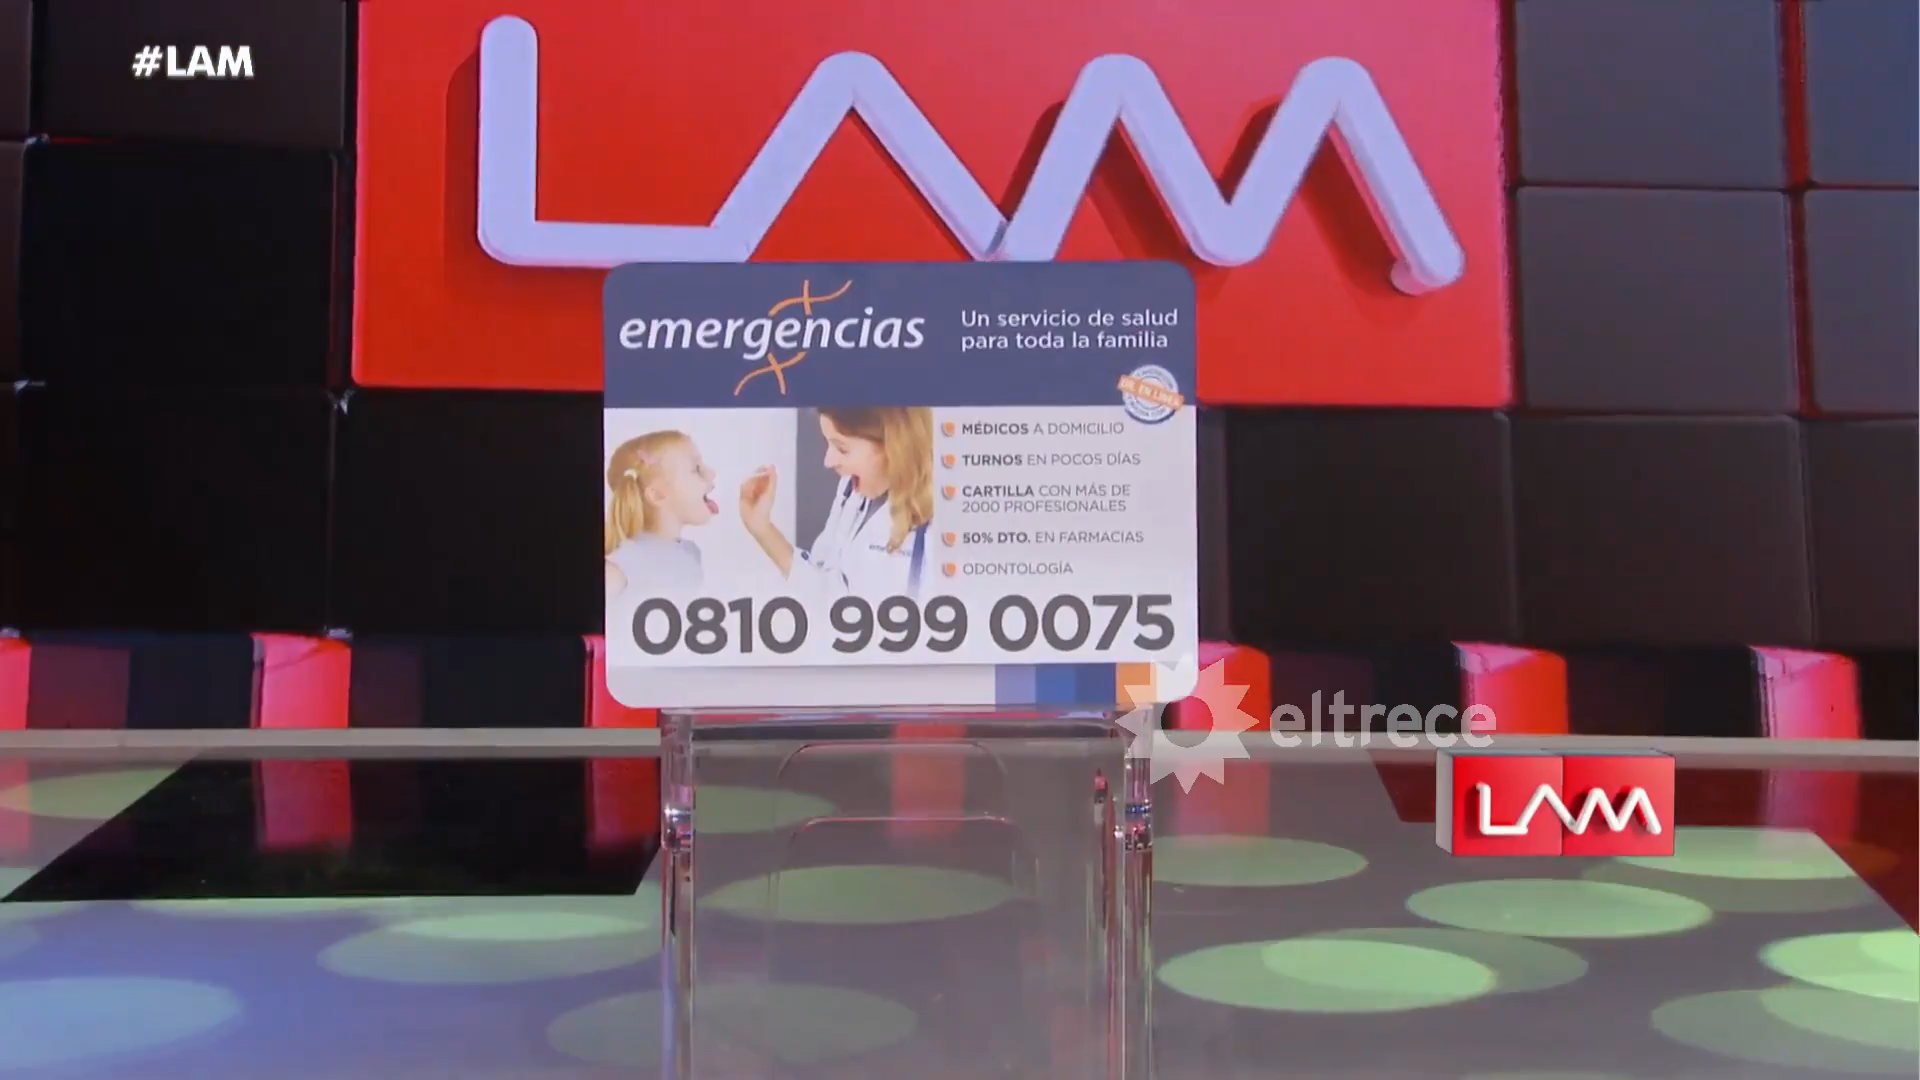 #LAM
LAM
emergencias
Un servicio de salud
para toda la familia
MÉDICOS A DOMICILIO
TURNOS EN POCOS DÍAS
CARTILLA CON MÁS DE
2000 PROFESIONALES
50% DTO. EN FARMACIAS
ODONTOLOGÍA
0810 999 0075
eltrece
LAM